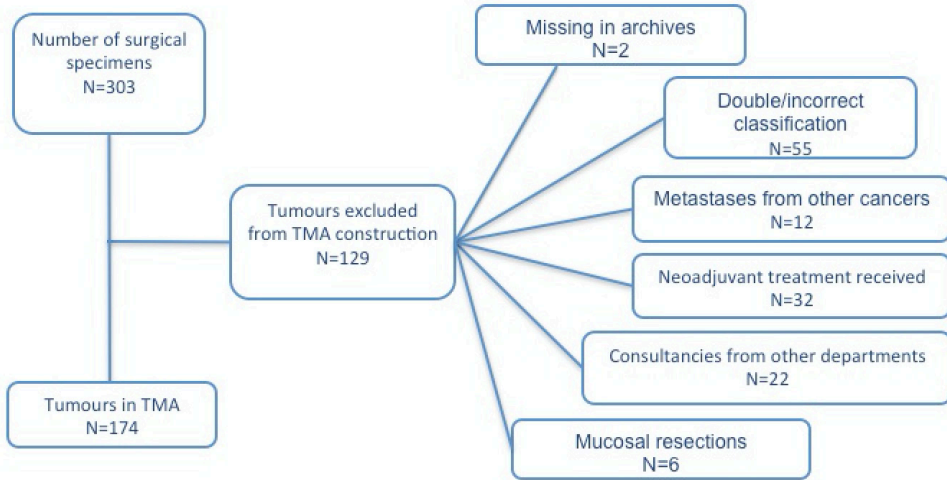 Number of surgical
specimens
N=303
Tumours excluded
from TMA construction
N=129
Tumours in TMA
N=174
Missing in archives
N=2
Double/incorrect
classification
N=55
Metastases from other cancers
N=12
Neoadjuvant treatment received
N=32
Consultancies from other departments
N=22
Mucosal resections
N=6